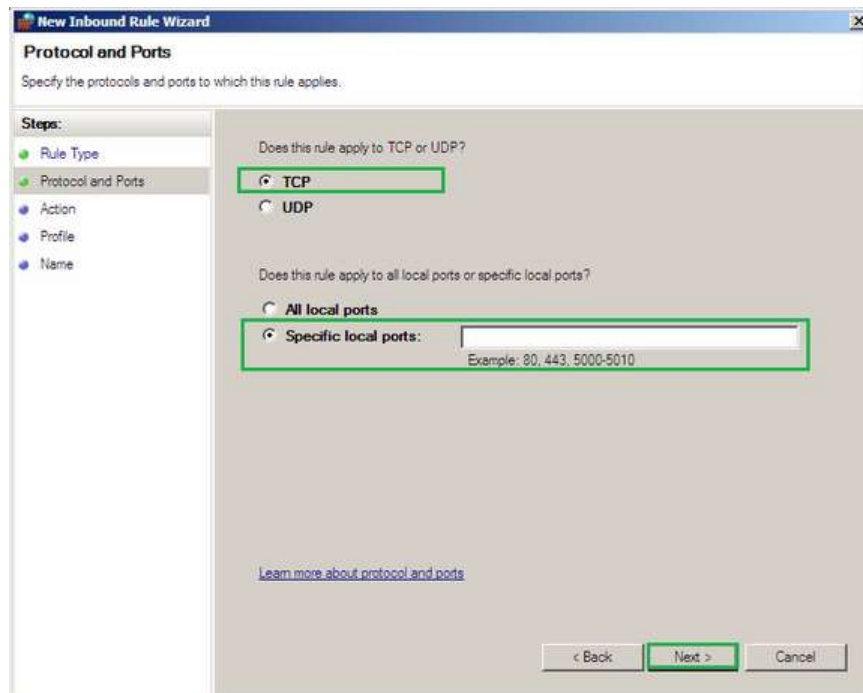 New Inbound Rule Wizard
Protocol and Ports
Specify the protocols and ports to which this rule applies.
Steps:
Rule Type
Protocol and Ports
Action
Profile
Name
Does this rule apply to TCP or UDP?
TCP
UDP
Does this rule apply to all local ports or specific local ports?
All local ports
Specific local ports:
Example: 80, 443, 5000-5010
Learn more about protocol and ports
< Back Next > Cancel